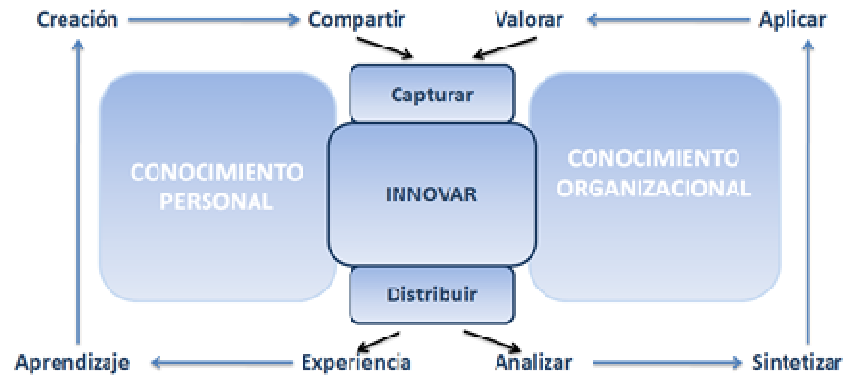 Creación
Compartir
Valorar
Aplicar
Capturar
CONOCIMIENTO
PERSONAL
INNOVAR
CONOCIMIENTO
ORGANIZACIONAL
Distribuir
Aprendizaje
Experiencia
Analizar
Sintetizar